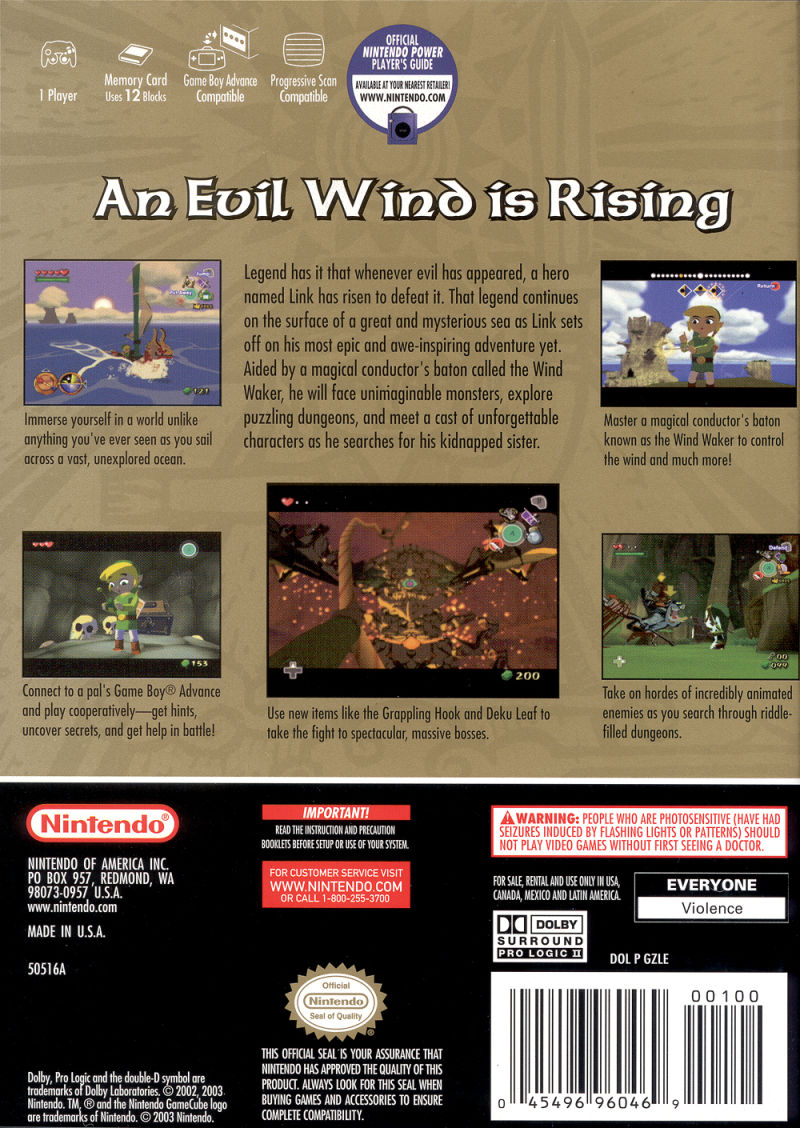 1 Player
Memory Card
Uses 12 Blocks
Game Boy Advance
Compatible
Progressive Scan
Compatible
OFFICIAL
NINTENDO POWER
PLAYER'S GUIDE
AVAILABLE AT YOUR NEAREST RETAILER!
WWW.NINTENDO.COM
An Evil Wind is Rising
Put Away
121
Immerse yourself in a world unlike
anything you've ever seen as you sail
across a vast, unexplored ocean.
Legend has it that whenever evil has appeared, a hero
named Link has risen to defeat it. That legend continues
on the surface of a great and mysterious sea as Link sets
off on his most epic and awe-inspiring adventure yet.
Aided by a magical conductor's baton called the Wind
Waker, he will face unimaginable monsters, explore
puzzling dungeons, and meet a cast of unforgettable
characters as he searches for his kidnapped sister.
Return
Master a magical conductor's baton
known as the Wind Waker to control
the wind and much more!
153
Connect to a pal's Game Boy® Advance
and play cooperatively—get hints,
uncover secrets, and get help in battle!
200
Use new items like the Grappling Hook and Deku Leaf to
take the fight to spectacular, massive bosses.
Defend
Take on hordes of incredibly animated
enemies as you search through riddle-
filled dungeons.
Nintendo®
NINTENDO OF AMERICA INC.
PO BOX 957, REDMOND, WA
98073-0957 U.S.A.
www.nintendo.com
MADE IN U.S.A.
50516A
Dolby, Pro Logic and the double-D symbol are
trademarks of Dolby Laboratories. © 2002, 2003
Nintendo. TM, ® and the Nintendo GameCube logo
are trademarks of Nintendo. © 2003 Nintendo.
IMPORTANT!
READ THE INSTRUCTION AND PRECAUTION
BOOKLETS BEFORE SETUP OR USE OF YOUR SYSTEM.
FOR CUSTOMER SERVICE VISIT
WWW.NINTENDO.COM
OR CALL 1-800-255-3700
Official
Nintendo
Seal of Quality
®
THIS OFFICIAL SEAL IS YOUR ASSURANCE THAT
NINTENDO HAS APPROVED THE QUALITY OF THIS
PRODUCT. ALWAYS LOOK FOR THIS SEAL WHEN
BUYING GAMES AND ACCESSORIES TO ENSURE
COMPLETE COMPATIBILITY.
WARNING: PEOPLE WHO ARE PHOTOSENSITIVE (HAVE HAD
SEIZURES INDUCED BY FLASHING LIGHTS OR PATTERNS) SHOULD
NOT PLAY VIDEO GAMES WITHOUT FIRST SEEING A DOCTOR.
FOR SALE, RENTAL AND USE ONLY IN USA,
CANADA, MEXICO AND LATIN AMERICA.
EVERYONE
Violence
DOLBY
SURROUND
PRO LOGIC II
DOL P GZLE
00100
0 45496 96046 9